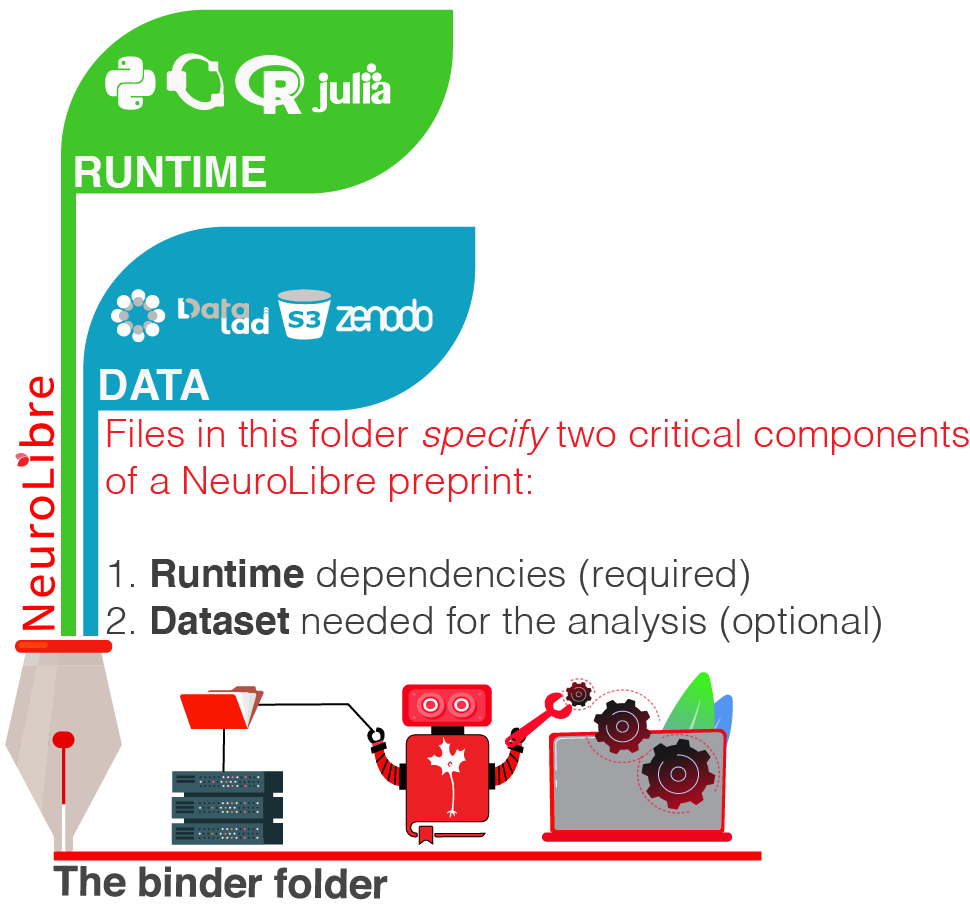 julia
RUNTIME
Data
lad
S3
zenodo
DATA
NeuroLibre
Files in this folder specify two critical components
of a NeuroLibre preprint:
1. Runtime dependencies (required)
2. Dataset needed for the analysis (optional)
The binder folder